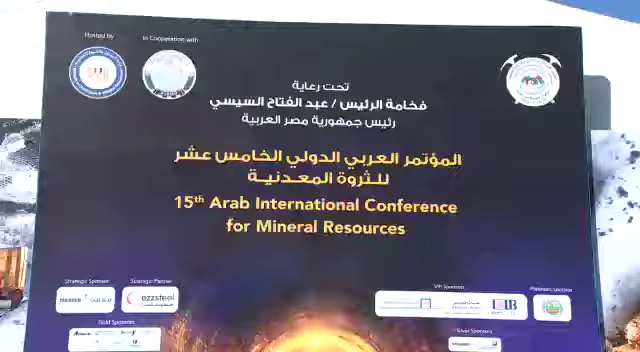 Hosted by
In Cooperation with
تحت رعاية
فخامة الرئيس / عبد الفتاح السيسي
رئيس جمهورية مصر العربية
المؤتمر العربي الدولي الخامس عشر
للثروة المعدنية
15th Arab International Conference
for Mineral Resources
Strategic Sponsor
Strategic Partner
ezzsteel
Gold Sponsors
VIP Sponsors
CIB
Platinum Sponsor
Silver Sponsors